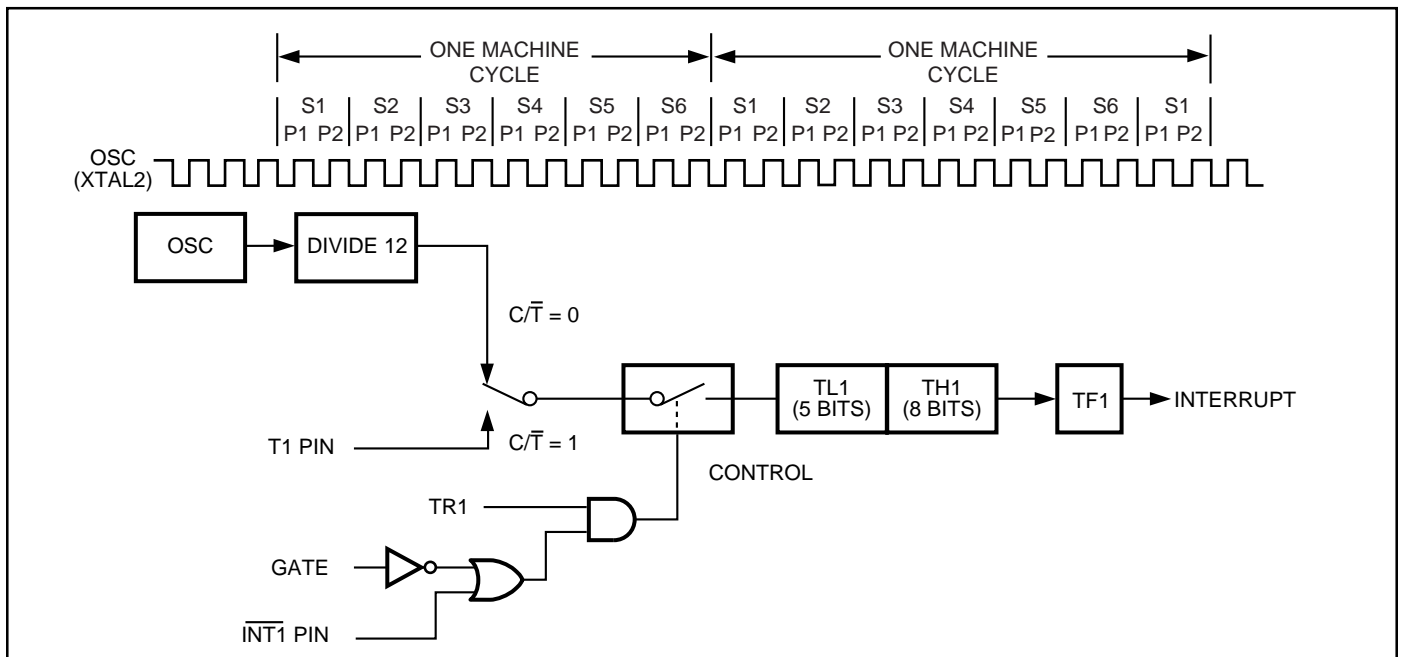 ONE MACHINE CYCLE ONE MACHINE CYCLE
S1 S2 S3 S4 S5 S6 S1 S2 S3 S4 S5 S6 S1
P1 P2 P1 P2 P1 P2 P1 P2 P1 P2 P1 P2 P1 P2 P1 P2 P1 P2 P1 P2 P1 P2 P1 P2 P1 P2
OSC
(XTAL2)
OSC DIVIDE 12
C/T̅ = 0
TL1 (5 BITS) TH1 (8 BITS) TF1 INTERRUPT
T1 PIN C/T̅ = 1
CONTROL
TR1
GATE
I̅N̅T̅1̅ PIN